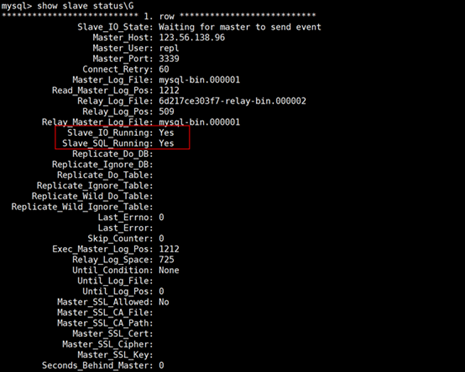 mysql> show slave status\G
*************************** 1. row ***************************
Slave_IO_State: Waiting for master to send event
Master_Host: 123.56.138.96
Master_User: repl
Master_Port: 3339
Connect_Retry: 60
Master_Log_File: mysql-bin.000001
Read_Master_Log_Pos: 1212
Relay_Log_File: 6d217ce303f7-relay-bin.000002
Relay_Log_Pos: 509
Relay_Master_Log_File: mysql-bin.000001
Slave_IO_Running: Yes
Slave_SQL_Running: Yes
Replicate_Do_DB:
Replicate_Ignore_DB:
Replicate_Do_Table:
Replicate_Ignore_Table:
Replicate_Wild_Do_Table:
Replicate_Wild_Ignore_Table:
Last_Errno: 0
Last_Error:
Skip_Counter: 0
Exec_Master_Log_Pos: 1212
Relay_Log_Space: 725
Until_Condition: None
Until_Log_File:
Until_Log_Pos: 0
Master_SSL_Allowed: No
Master_SSL_CA_File:
Master_SSL_CA_Path:
Master_SSL_Cert:
Master_SSL_Cipher:
Master_SSL_Key:
Seconds_Behind_Master: 0